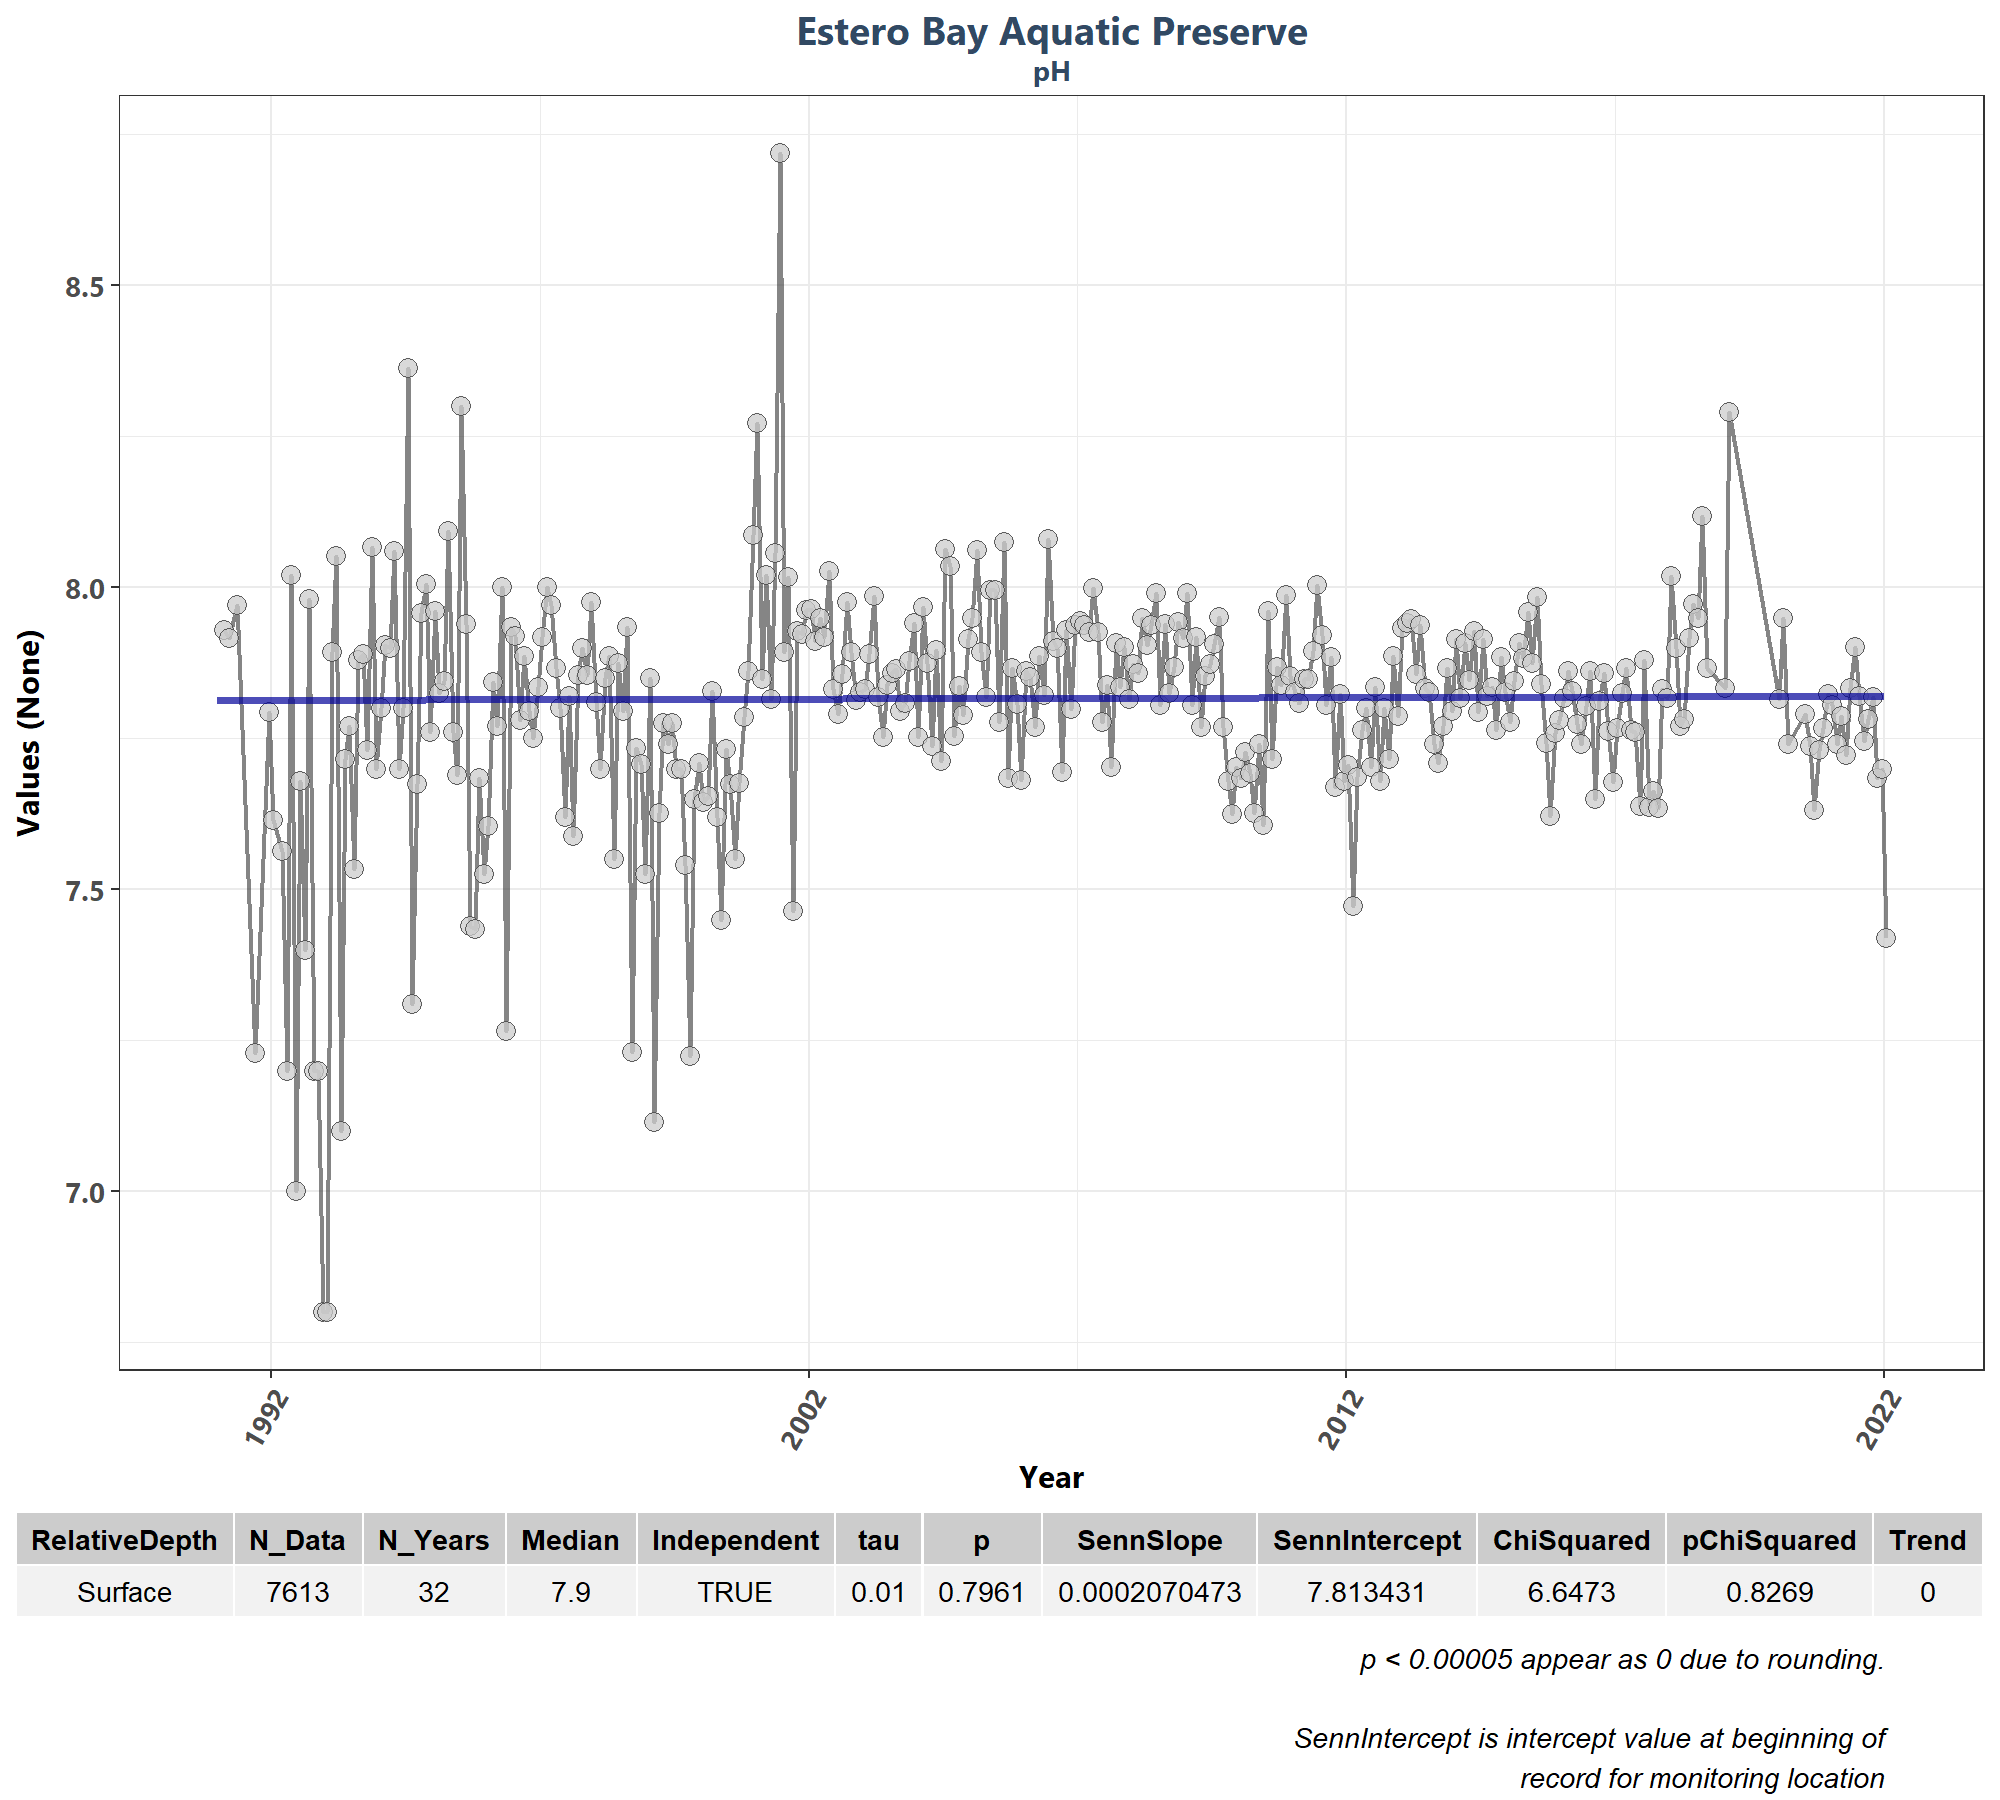 Estero Bay Aquatic Preserve
pH
Values (None)
8.5
8.0
7.5
7.0
1992
2002
2012
2022
Year
RelativeDepth N_Data N_Years Median Independent tau p SennSlope SennIntercept ChiSquared pChiSquared Trend
Surface 7613 32 7.9 TRUE 0.01 0.7961 0.0002070473 7.813431 6.6473 0.8269 0
p < 0.00005 appear as 0 due to rounding.
SennIntercept is intercept value at beginning of
record for monitoring location